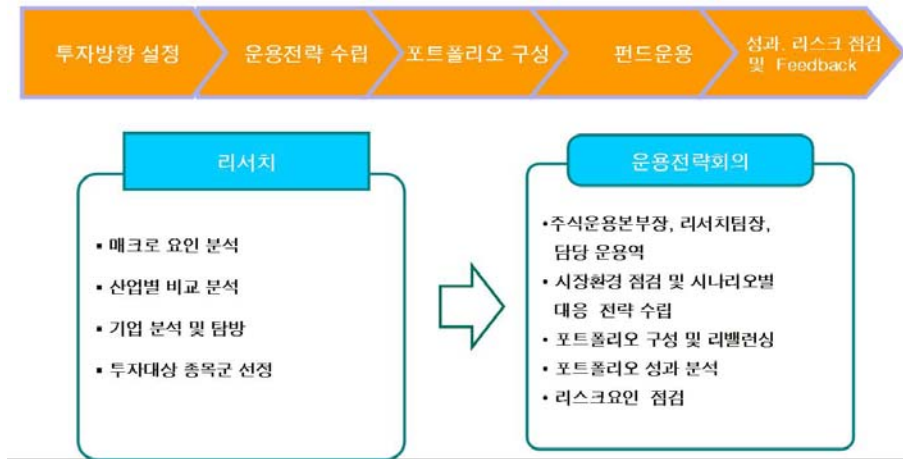 투자방향 설정
운용전략 수립
포트폴리오 구성
펀드운용
성과, 리스크 점검
및 Feedback
리서치
▪ 매크로 요인 분석
▪ 산업별 비교 분석
▪ 기업 분석 및 탐방
▪ 투자대상 종목군 선정
운용전략회의
•주식운용본부장, 리서치팀장,
담당 운용역
• 시장환경 점검 및 시나리오별
대응 전략 수립
• 포트폴리오 구성 및 리밸런싱
• 포트폴리오 성과 분석
• 리스크요인 점검